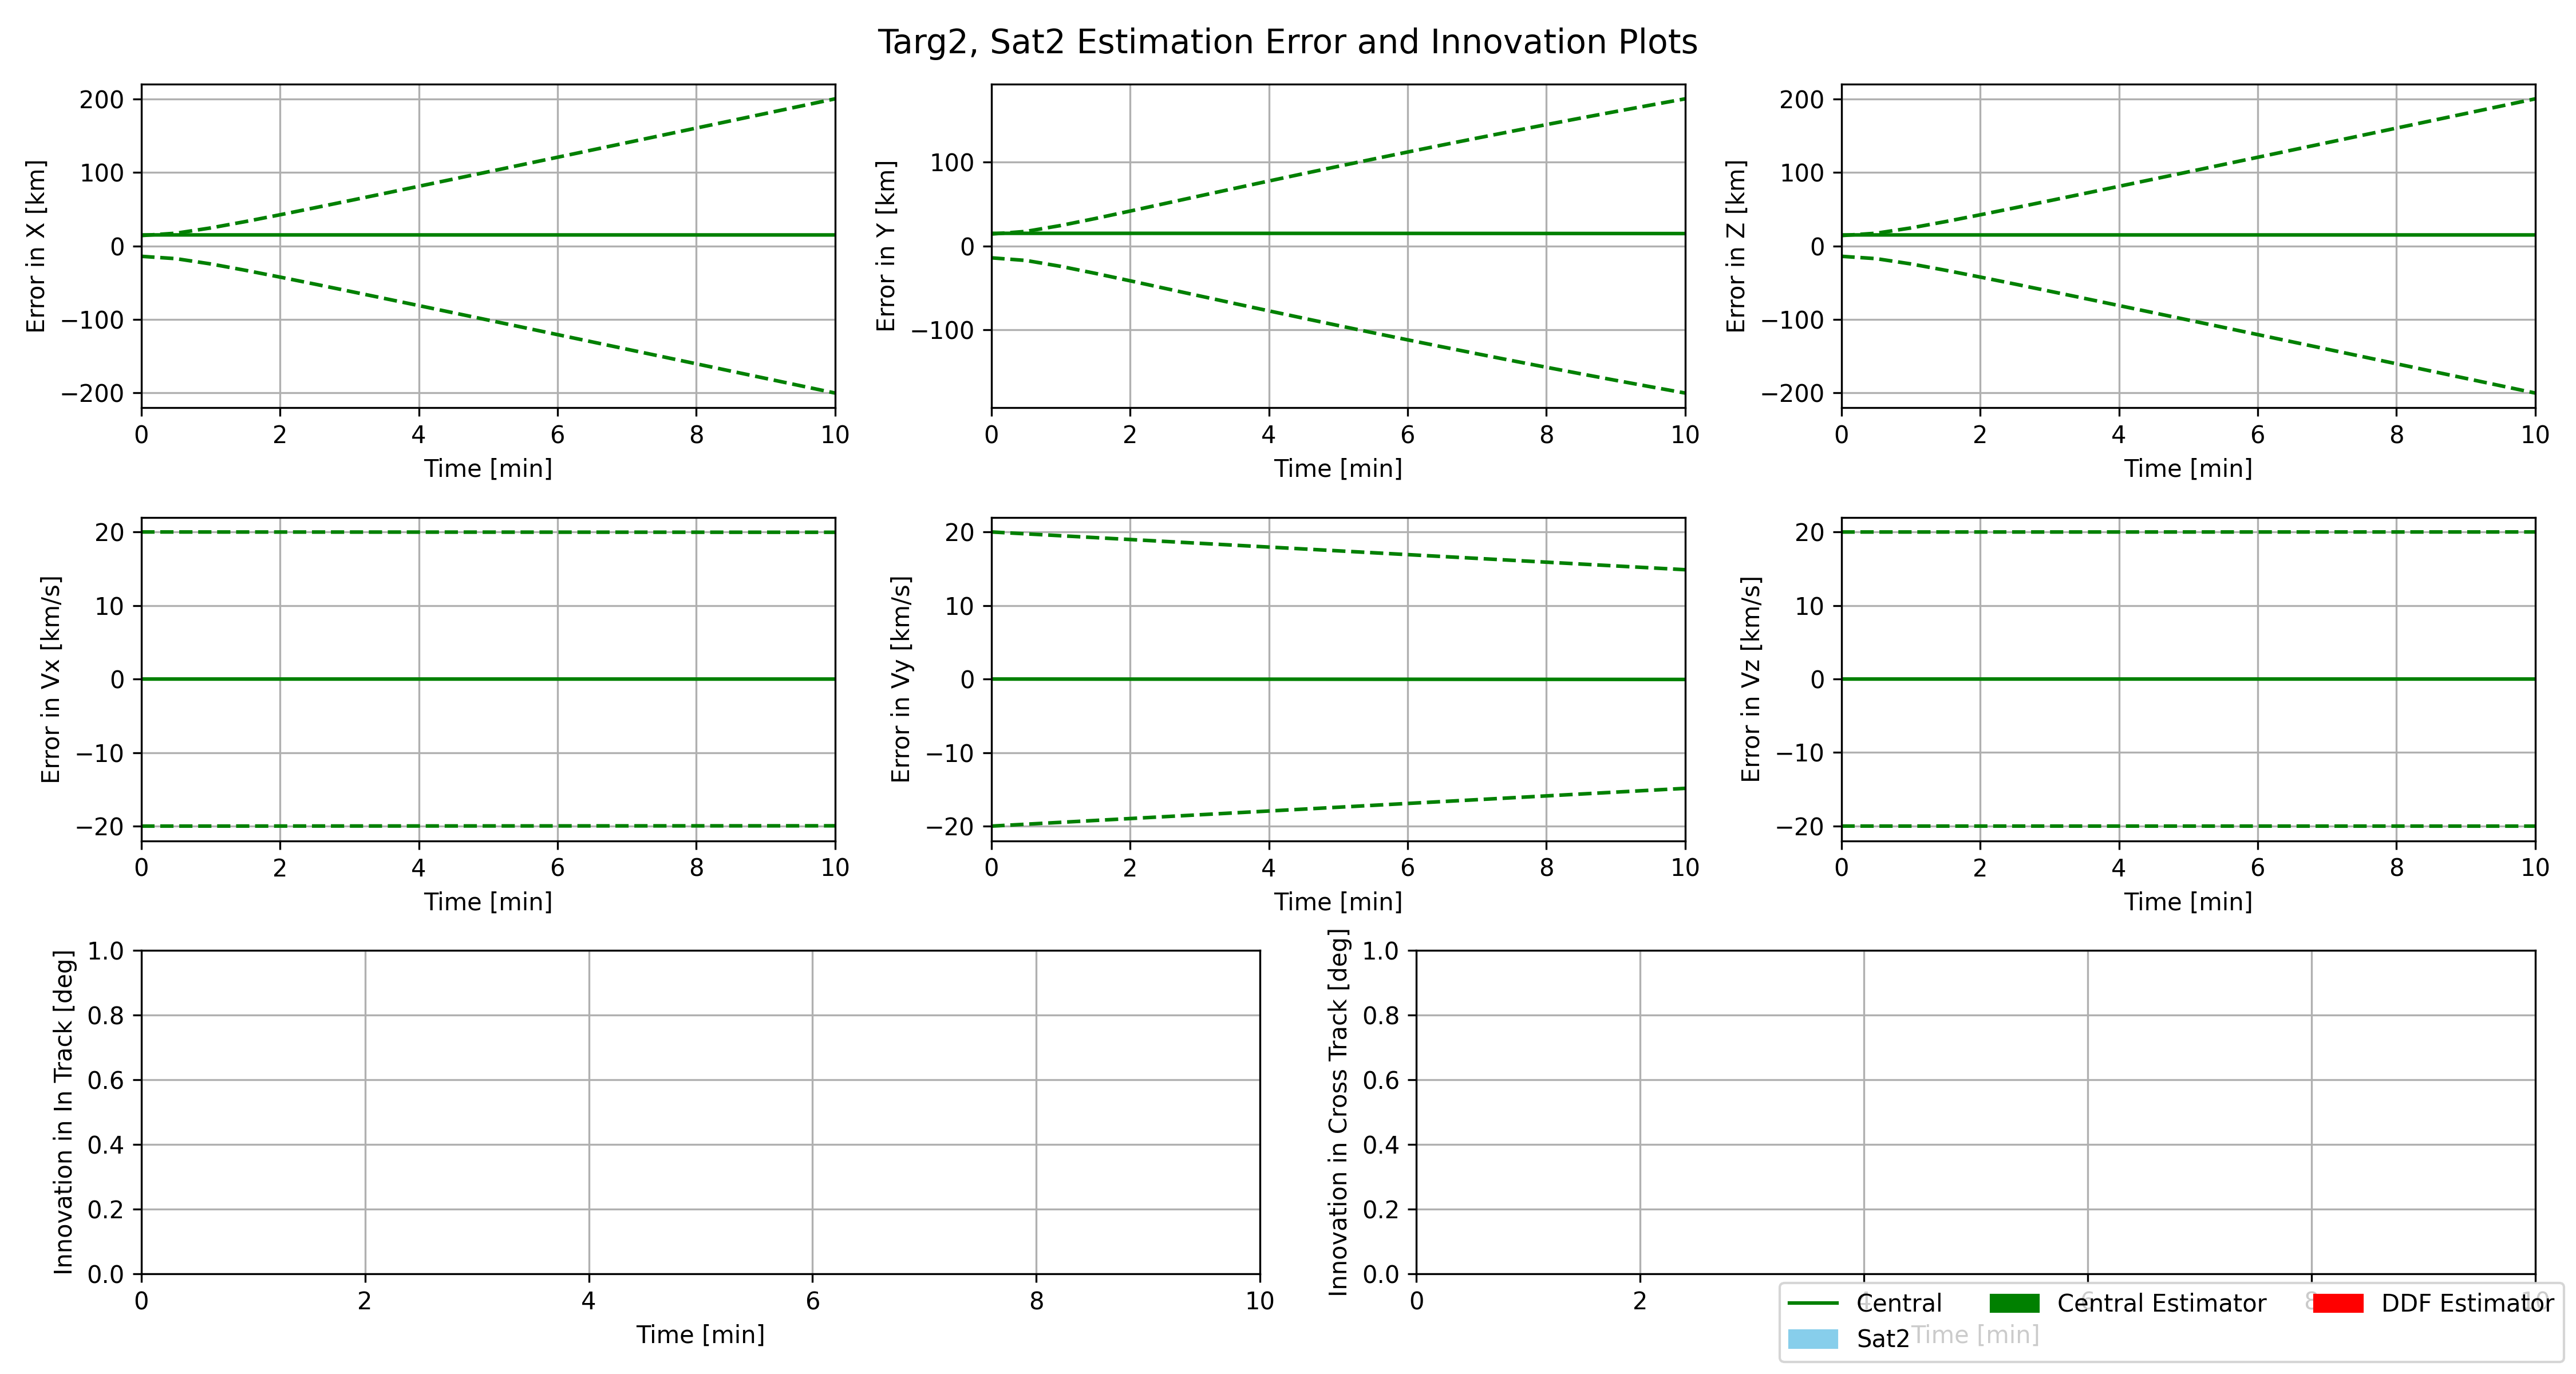 Targ2, Sat2 Estimation Error and Innovation Plots
Error in X [km]
200
100
0
−100
−200
0 2 4 6 8 10
Time [min]
Error in Y [km]
100
0
−100
0 2 4 6 8 10
Time [min]
Error in Z [km]
200
100
0
−100
−200
0 2 4 6 8 10
Time [min]
Error in Vx [km/s]
20
10
0
−10
−20
0 2 4 6 8 10
Time [min]
Error in Vy [km/s]
20
10
0
−10
−20
0 2 4 6 8 10
Time [min]
Error in Vz [km/s]
20
10
0
−10
−20
0 2 4 6 8 10
Time [min]
Innovation in In Track [deg]
1.0
0.8
0.6
0.4
0.2
0.0
0 2 4 6 8 10
Time [min]
Innovation in Cross Track [deg]
1.0
0.8
0.6
0.4
0.2
0.0
0 2 4 6 8 10
Time [min]
Central
Central Estimator
DDF Estimator
Sat2